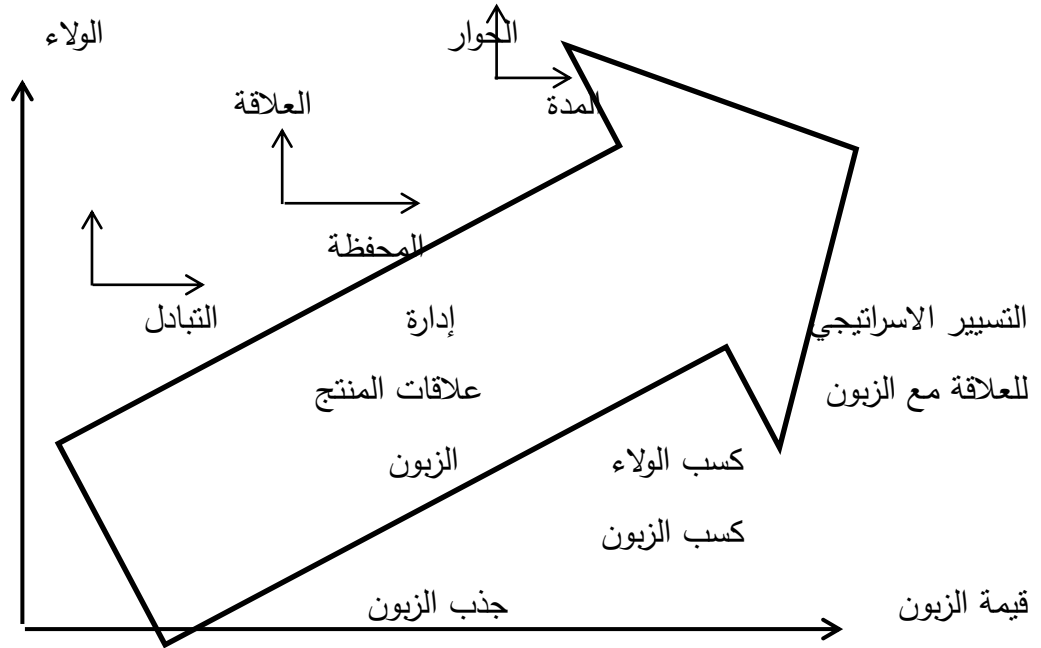 الولاء
الحوار
العلاقة
المدة
المحفظة
التبادل
إدارة
التسيير الاسراتيجي
علاقات المنتج
للعلاقة مع الزبون
الزبون
كسب الولاء
كسب الزبون
جذب الزبون
قيمة الزبون